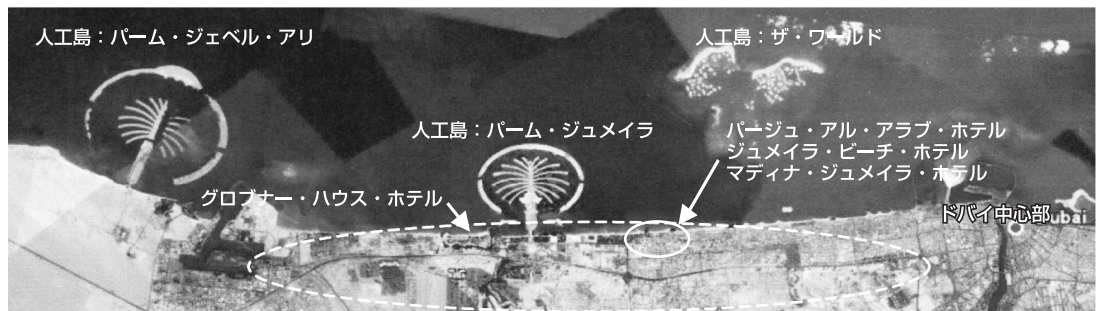 人工島：パーム・ジェベル・アリ
人工島：ザ・ワールド
人工島：パーム・ジュメイラ
バージュ・アル・アラブ・ホテル
ジュメイラ・ビーチ・ホテル
マディナ・ジュメイラ・ホテル
グロブナー・ハウス・ホテル
ドバイ中心部
ubai